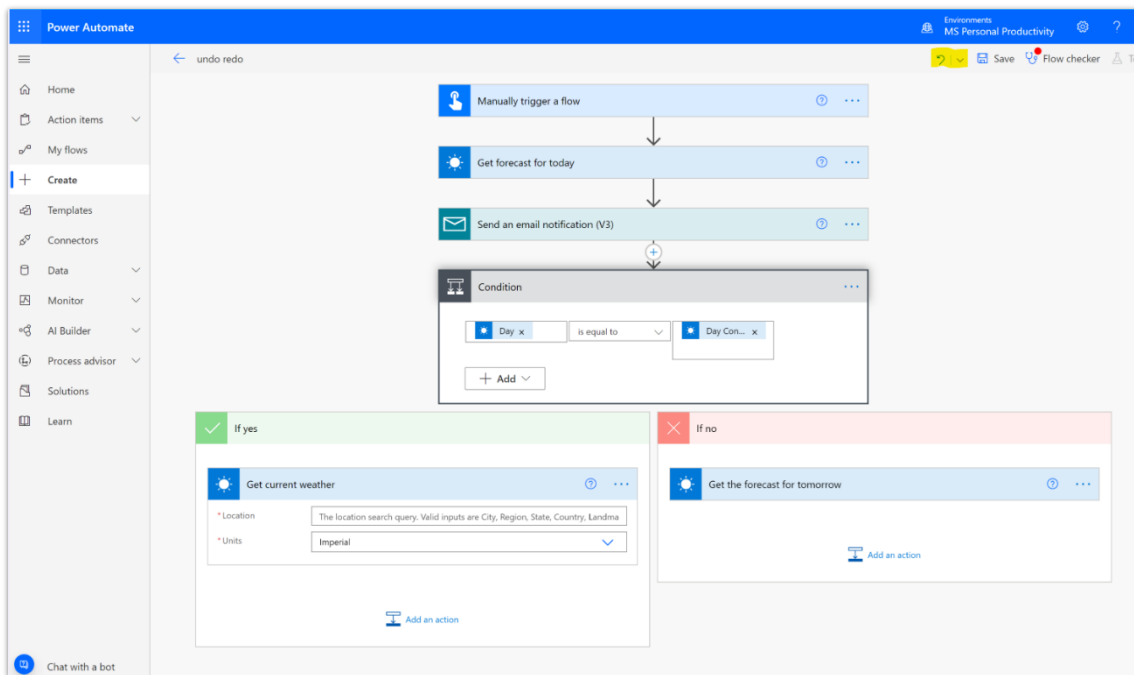 Power Automate
Environments
MS Personal Productivity
?
undo redo
Save
Flow checker
Home
Action items
My flows
Create
Templates
Connectors
Data
Monitor
AI Builder
Process advisor
Solutions
Learn
Chat with a bot
Manually trigger a flow
Get forecast for today
Send an email notification (V3)
Condition
Day x
is equal to
Day Con... x
+ Add
If yes
Get current weather
* Location
The location search query. Valid inputs are City, Region, State, Country, Landma
* Units
Imperial
Add an action
If no
Get the forecast for tomorrow
Add an action